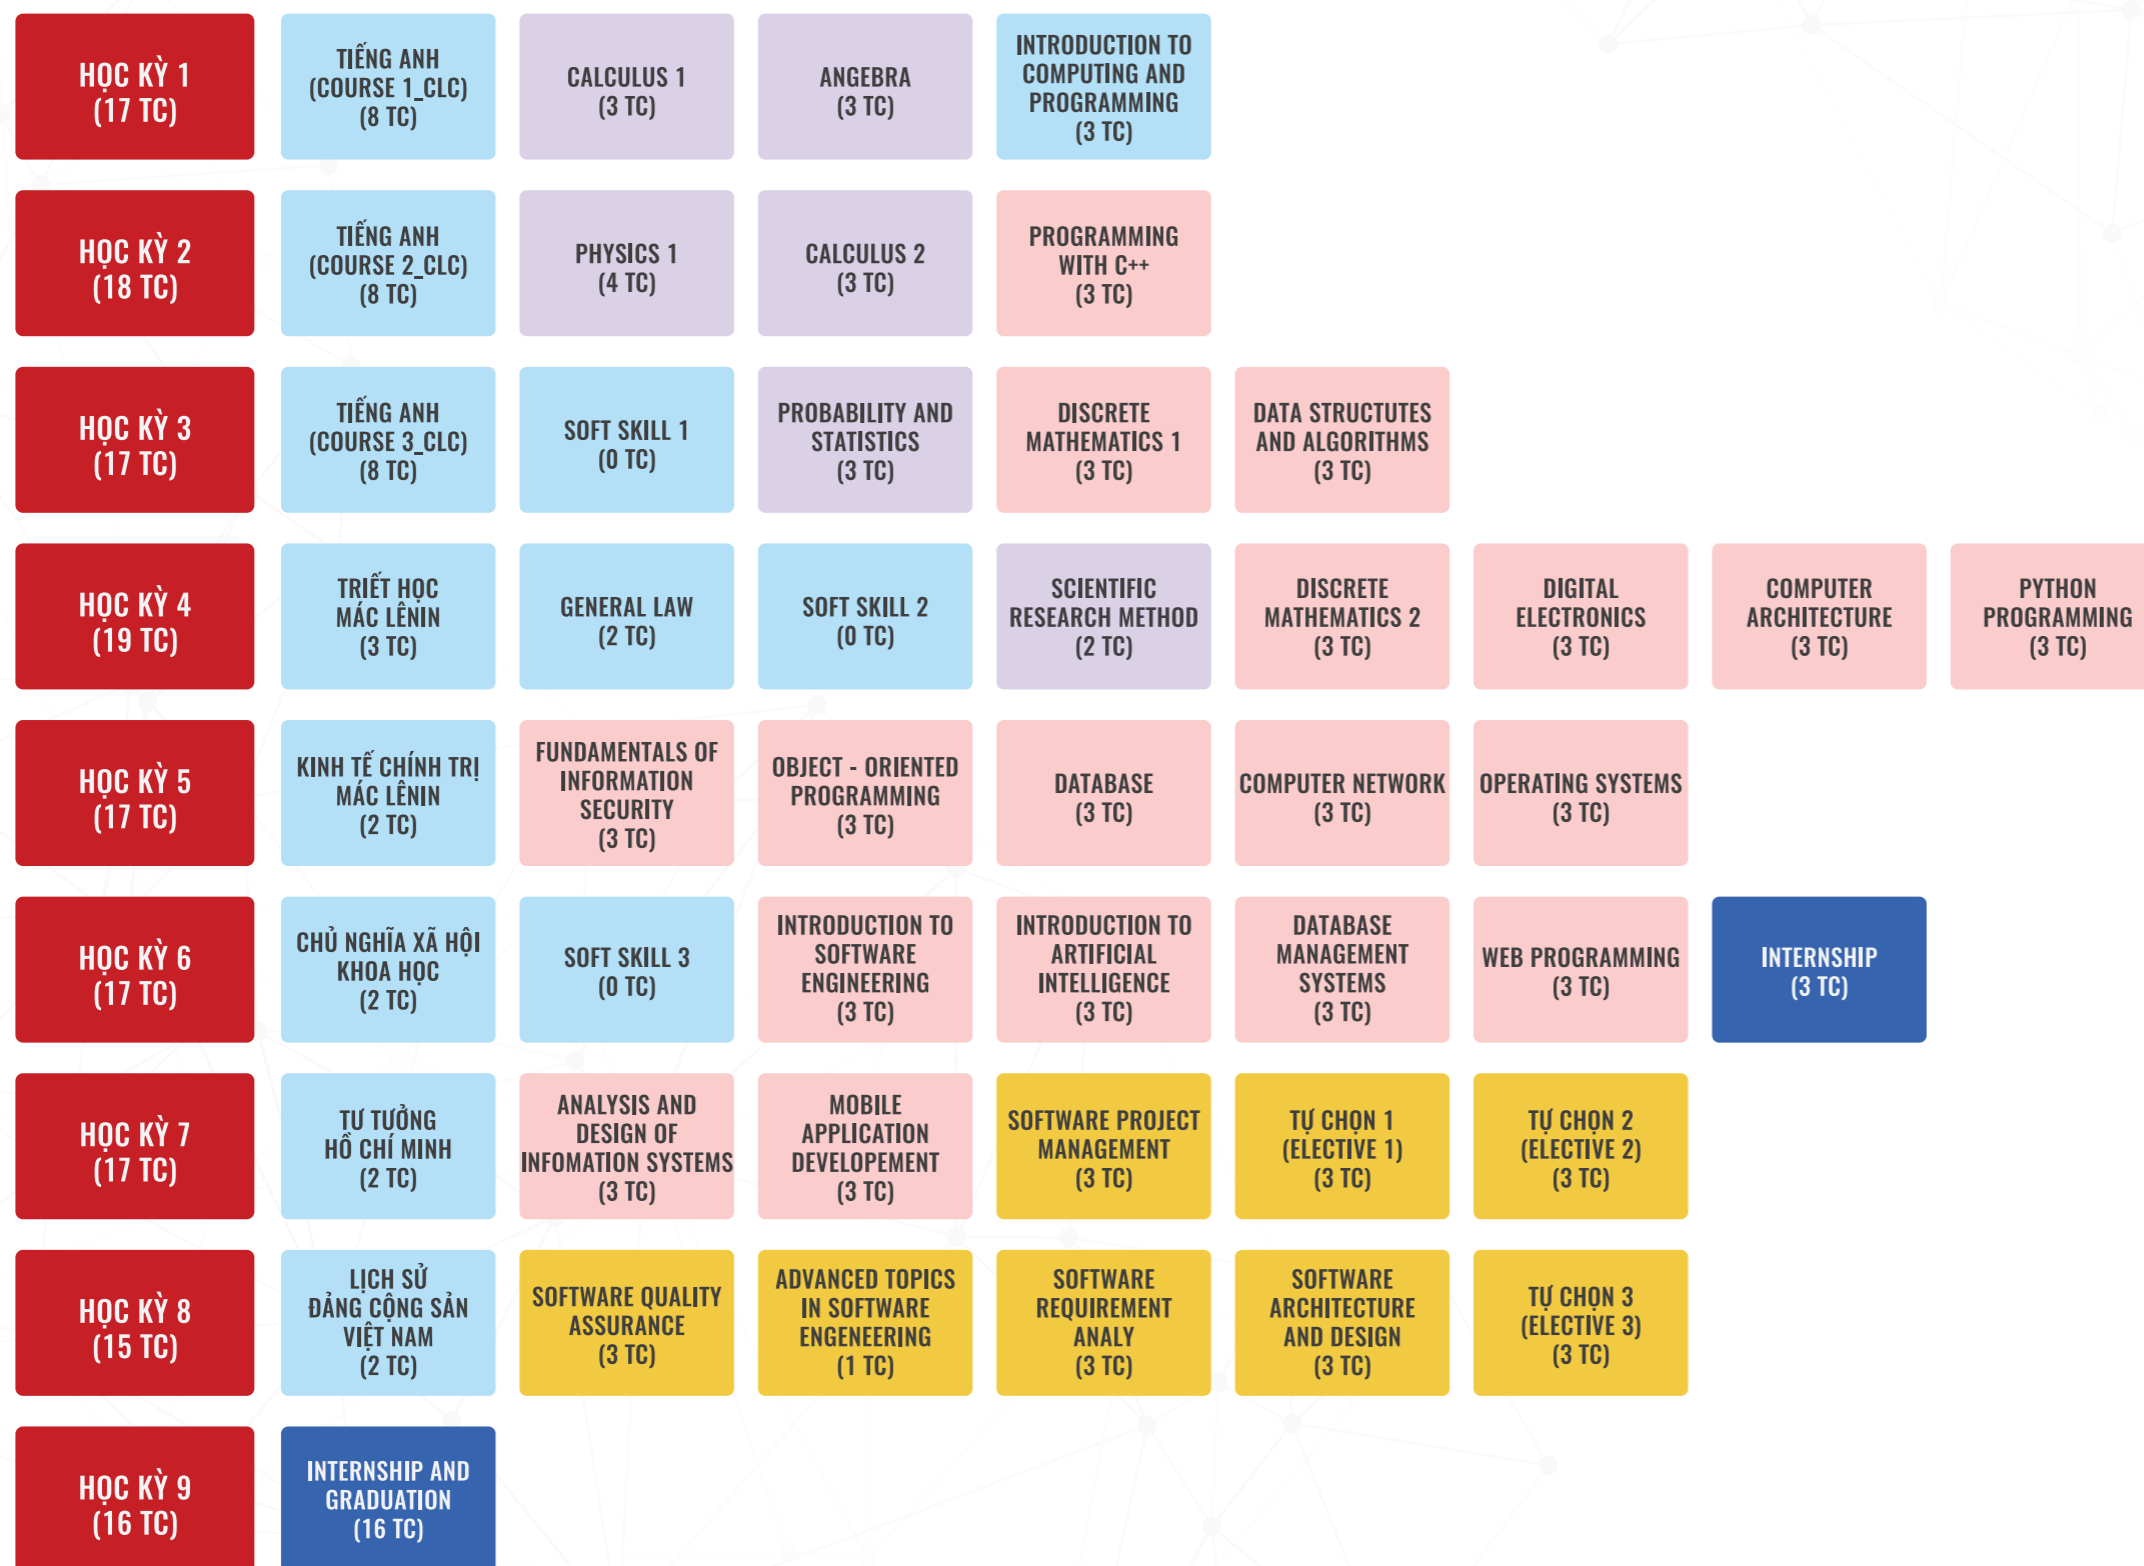 HỌC KỲ 1
(17 TC)
TIẾNG ANH
(COURSE 1_CLC)
(8 TC)
CALCULUS 1
(3 TC)
ANGEBRA
(3 TC)
INTRODUCTION TO
COMPUTING AND
PROGRAMMING
(3 TC)
HỌC KỲ 2
(18 TC)
TIẾNG ANH
(COURSE 2_CLC)
(8 TC)
PHYSICS 1
(4 TC)
CALCULUS 2
(3 TC)
PROGRAMMING
WITH C++
(3 TC)
HỌC KỲ 3
(17 TC)
TIẾNG ANH
(COURSE 3_CLC)
(8 TC)
SOFT SKILL 1
(0 TC)
PROBABILITY AND
STATISTICS
(3 TC)
DISCRETE
MATHEMATICS 1
(3 TC)
DATA STRUCTUTES
AND ALGORITHMS
(3 TC)
HỌC KỲ 4
(19 TC)
TRIẾT HỌC
MÁC LÊNIN
(3 TC)
GENERAL LAW
(2 TC)
SOFT SKILL 2
(0 TC)
SCIENTIFIC
RESEARCH METHOD
(2 TC)
DISCRETE
MATHEMATICS 2
(3 TC)
DIGITAL
ELECTRONICS
(3 TC)
COMPUTER
ARCHITECTURE
(3 TC)
PYTHON
PROGRAMMING
(3 TC)
HỌC KỲ 5
(17 TC)
KINH TẾ CHÍNH TRỊ
MÁC LÊNIN
(2 TC)
FUNDAMENTALS OF
INFORMATION
SECURITY
(3 TC)
OBJECT - ORIENTED
PROGRAMMING
(3 TC)
DATABASE
(3 TC)
COMPUTER NETWORK
(3 TC)
OPERATING SYSTEMS
(3 TC)
HỌC KỲ 6
(17 TC)
CHỦ NGHĨA XÃ HỘI
KHOA HỌC
(2 TC)
SOFT SKILL 3
(0 TC)
INTRODUCTION TO
SOFTWARE
ENGINEERING
(3 TC)
INTRODUCTION TO
ARTIFICIAL
INTELLIGENCE
(3 TC)
DATABASE
MANAGEMENT
SYSTEMS
(3 TC)
WEB PROGRAMMING
(3 TC)
INTERNSHIP
(3 TC)
HỌC KỲ 7
(17 TC)
TƯ TƯỞNG
HỒ CHÍ MINH
(2 TC)
ANALYSIS AND
DESIGN OF
INFOMATION SYSTEMS
(3 TC)
MOBILE
APPLICATION
DEVELOPEMENT
(3 TC)
SOFTWARE PROJECT
MANAGEMENT
(3 TC)
TỰ CHỌN 1
(ELECTIVE 1)
(3 TC)
TỰ CHỌN 2
(ELECTIVE 2)
(3 TC)
HỌC KỲ 8
(15 TC)
LỊCH SỬ
ĐẢNG CỘNG SẢN
VIỆT NAM
(2 TC)
SOFTWARE QUALITY
ASSURANCE
(3 TC)
ADVANCED TOPICS
IN SOFTWARE
ENGENEERING
(1 TC)
SOFTWARE
REQUIREMENT
ANALY
(3 TC)
SOFTWARE
ARCHITECTURE
AND DESIGN
(3 TC)
TỰ CHỌN 3
(ELECTIVE 3)
(3 TC)
HỌC KỲ 9
(16 TC)
INTERNSHIP AND
GRADUATION
(16 TC)